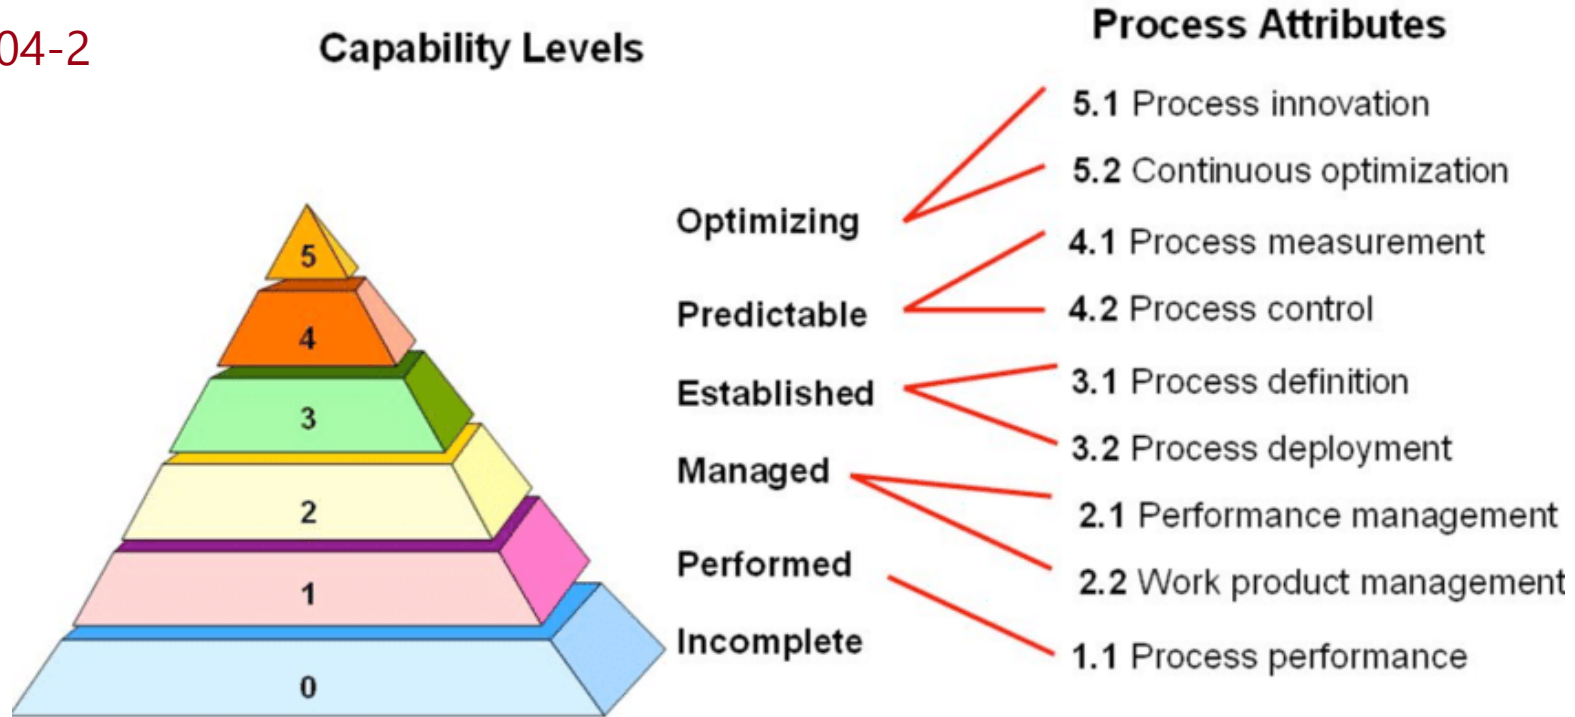 04-2
Capability Levels
Process Attributes
5.1 Process innovation
5.2 Continuous optimization
Optimizing
4.1 Process measurement
5
Predictable
4.2 Process control
4
Established
3.1 Process definition
3
3.2 Process deployment
Managed
2.1 Performance management
2
Performed
2.2 Work product management
1
Incomplete
1.1 Process performance
0